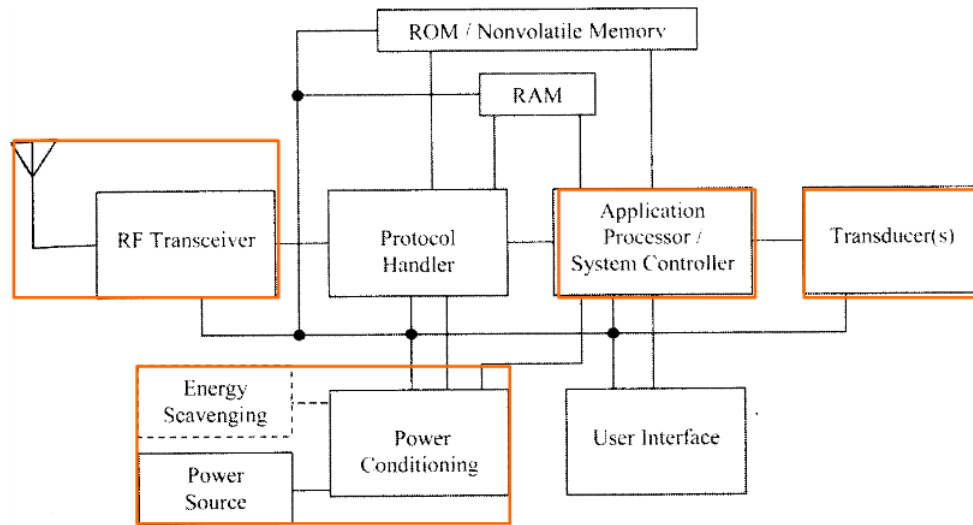 ROM / Nonvolatile Memory
RAM
RF Transceiver
Protocol
Handler
Application
Processor /
System Controller
Transducer(s)
Energy
Scavenging
Power
Conditioning
Power
Source
User Interface